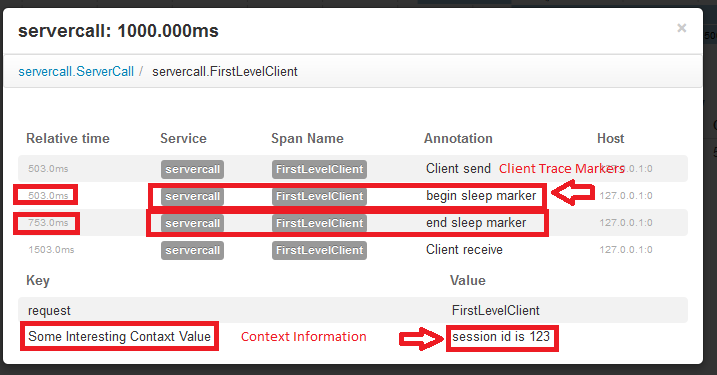 servercall: 1000.000ms ×
servercall.ServerCall / servercall.FirstLevelClient
Relative time Service Span Name Annotation Host
503.0ms servercall FirstLevelClient Client send Client Trace Markers 127.0.0.1:0
503.0ms servercall FirstLevelClient begin sleep marker 127.0.0.1:0
753.0ms servercall FirstLevelClient end sleep marker 127.0.0.1:0
1503.0ms servercall FirstLevelClient Client receive 127.0.0.1:0
Key Value
request FirstLevelClient
Some Interesting Contaxt Value Context Information session id is 123